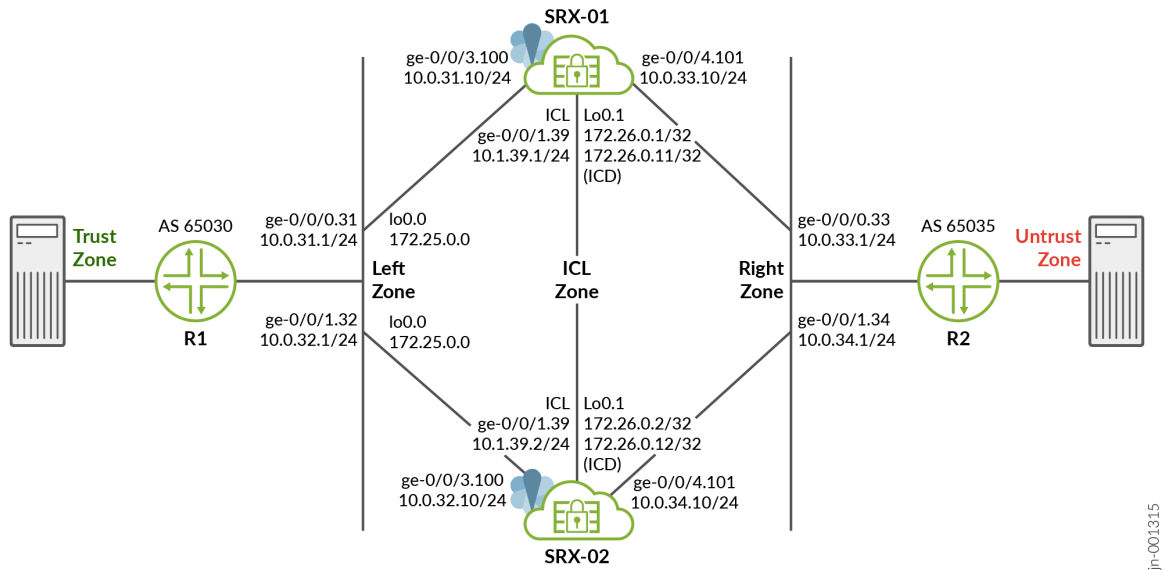 SRX-01
ge-0/0/3.100
10.0.31.10/24
ge-0/0/4.101
10.0.33.10/24
ICL
ge-0/0/1.39
10.1.39.1/24
Lo0.1
172.26.0.1/32
172.26.0.11/32
(ICD)
Trust
Zone
AS 65030
R1
ge-0/0/0.31
10.0.31.1/24
lo0.0
172.25.0.0
Left
Zone
ICL
Zone
Right
Zone
ge-0/0/0.33
10.0.33.1/24
AS 65035
R2
Untrust
Zone
ge-0/0/1.32
10.0.32.1/24
lo0.0
172.25.0.0
ge-0/0/1.34
10.0.34.1/24
ICL
ge-0/0/1.39
10.1.39.2/24
Lo0.1
172.26.0.2/32
172.26.0.12/32
(ICD)
ge-0/0/3.100
10.0.32.10/24
ge-0/0/4.101
10.0.34.10/24
SRX-02
jn-001315